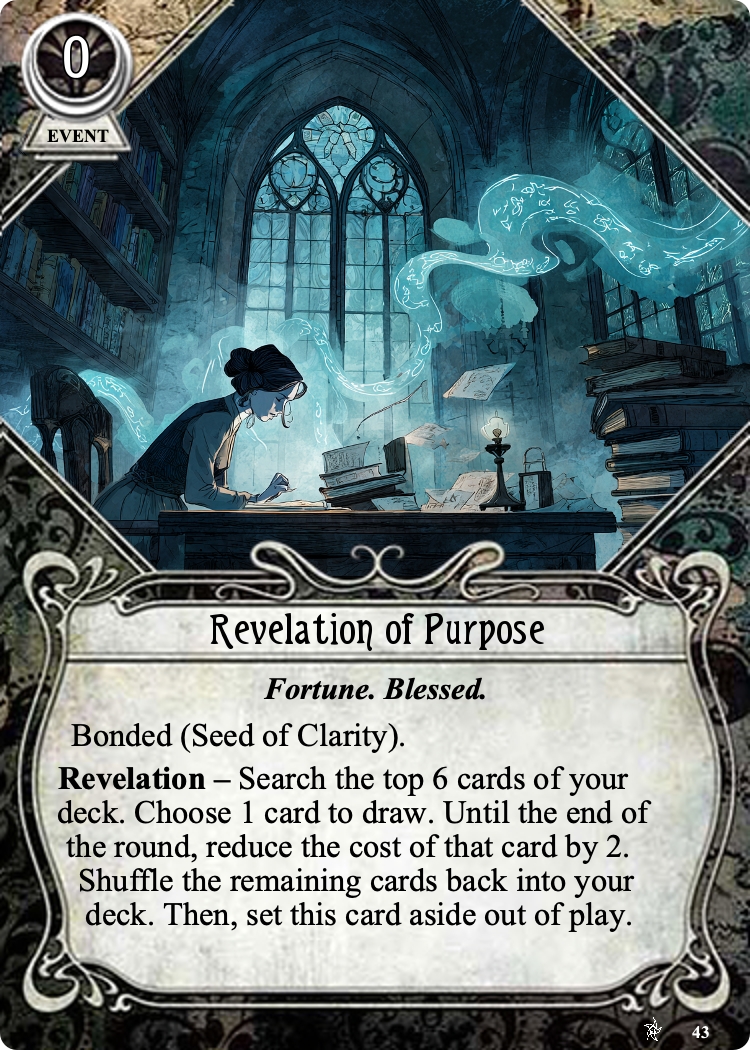 0
EVENT
Revelation of Purpose
Fortune. Blessed.
Bonded (Seed of Clarity).
Revelation – Search the top 6 cards of your
deck. Choose 1 card to draw. Until the end of
the round, reduce the cost of that card by 2.
Shuffle the remaining cards back into your
deck. Then, set this card aside out of play.
43